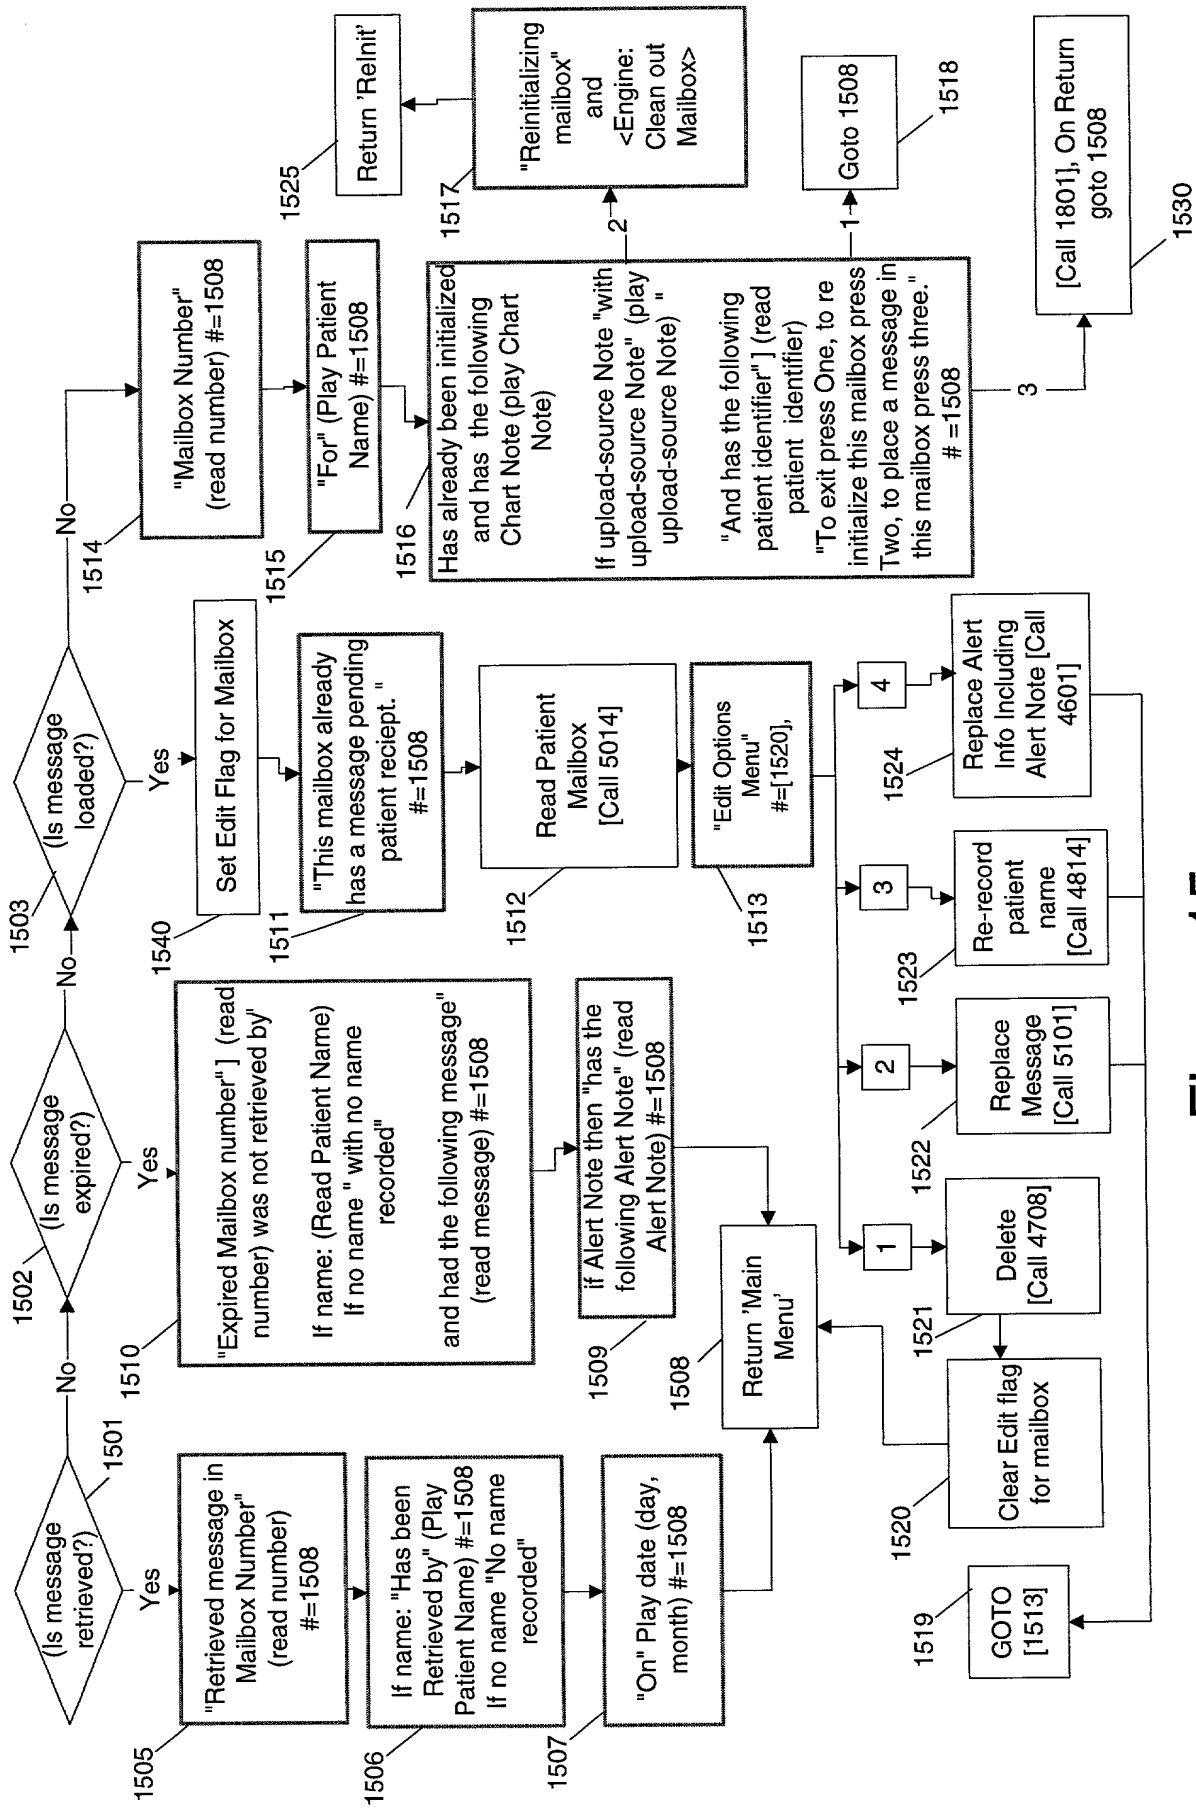 (Is message
retrieved?)
1501
No
Yes
(Is message
expired?)
1502
No
Yes
(Is message
loaded?)
1503
No
Yes
1505
"Retrieved message in
Mailbox Number"
(read number)
#=1508
1506
If name: "Has been
Retrieved by" (Play
Patient Name) #=1508
If no name "No name
recorded"
1507
"On" Play date (day,
month) #=1508
1510
"Expired Mailbox number" ] (read
number) was not retrieved by"
If name: (Read Patient Name)
If no name " with no name
recorded"
and had the following message"
(read message) #=1508
1509
if Alert Note then "has the
following Alert Note" (read
Alert Note) #=1508
1508
Return 'Main
Menu'
1540
Set Edit Flag for Mailbox
1511
"This mailbox already
has a message pending
patient reciept."
#=1508
1512
Read Patient
Mailbox
[Call 5014]
1513
"Edit Options
Menu"
#=[1520],
1
2
3
4
1521
Delete
[Call 4708]
1522
Replace
Message
[Call 5101]
1523
Re-record
patient
name
[Call 4814]
1524
Replace Alert
Info Including
Alert Note [Call
4601]
1520
Clear Edit flag
for mailbox
1519
GOTO
[1513]
1514
"Mailbox Number"
(read number) #=1508
1515
"For" (Play Patient
Name) #=1508
1516
Has already been initialized
and has the following
Chart Note (play Chart
Note)
If upload-source Note "with
upload-source Note" (play
upload-source Note) "
"And has the following
patient identifier" ] (read
patient identifier)
"To exit press One, to re
initialize this mailbox press
Two, to place a message in
this mailbox press three."
# =1508
2
1
3
1517
"Reinitializing
mailbox"
and
<Engine:
Clean out
Mailbox>
1525
Return 'ReInit'
1518
Goto 1508
1530
[Call 1801], On Return
goto 1508